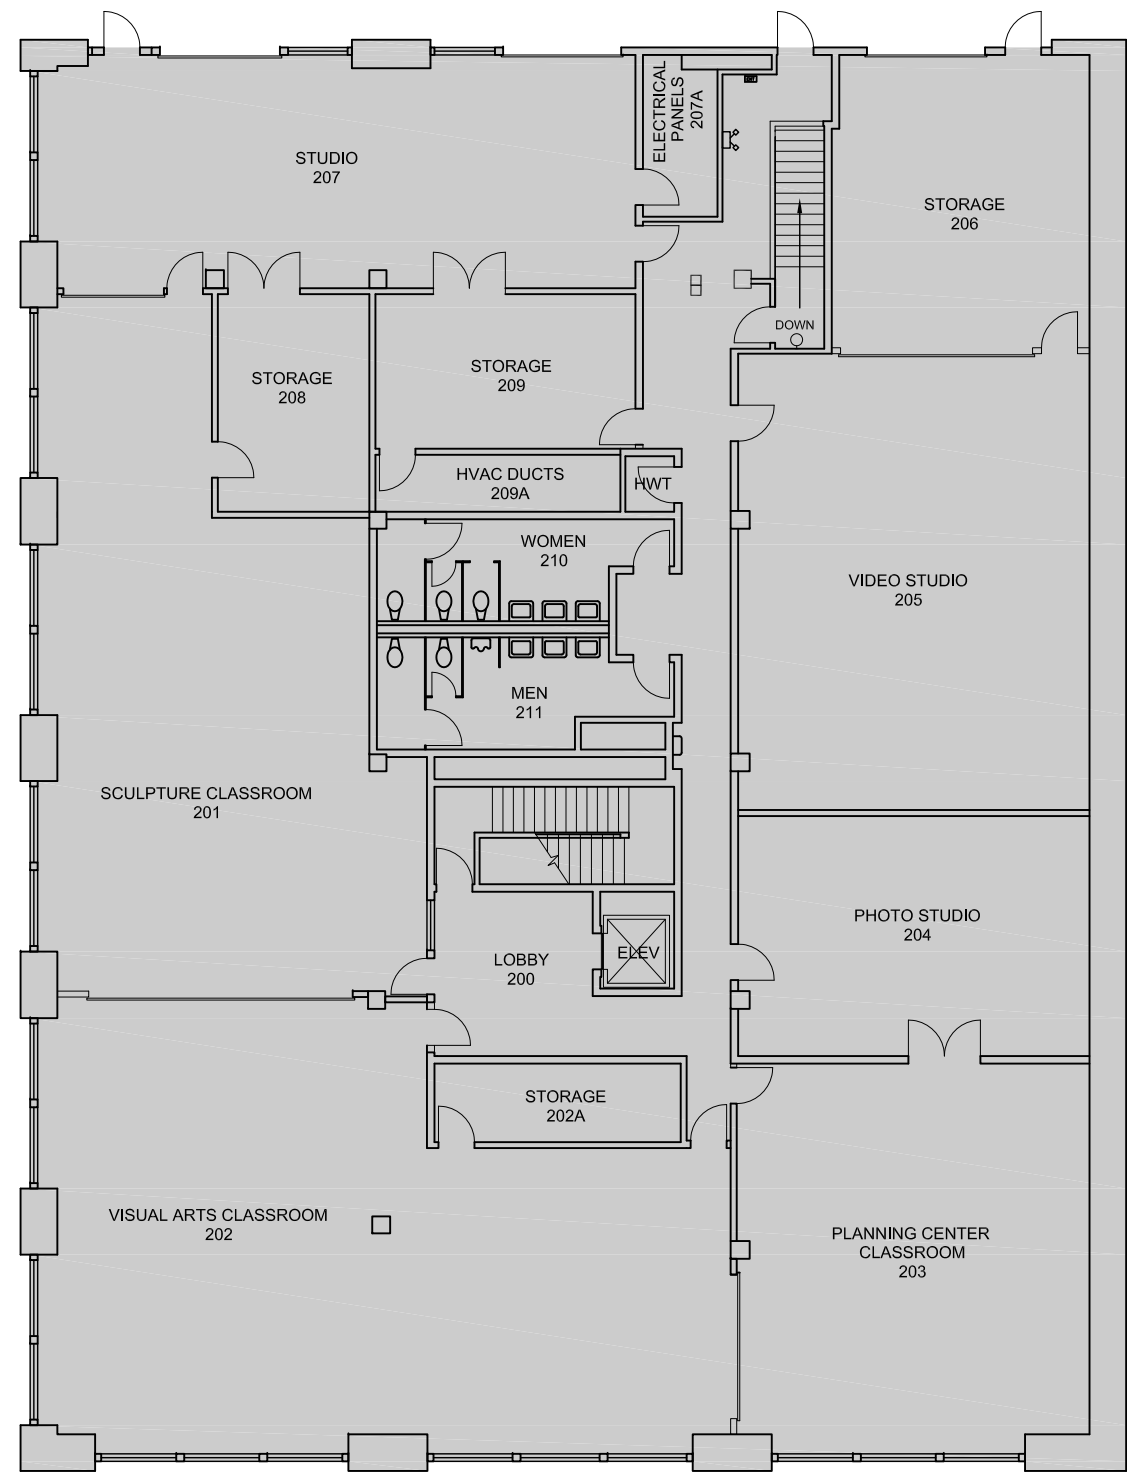 ELECTRICAL
PANELS
207A
STUDIO
207
STORAGE
206
DOWN
STORAGE
208
STORAGE
209
HVAC DUCTS
209A
HWT
WOMEN
210
VIDEO STUDIO
205
MEN
211
SCULPTURE CLASSROOM
201
PHOTO STUDIO
204
LOBBY
200
ELEV
STORAGE
202A
VISUAL ARTS CLASSROOM
202
PLANNING CENTER
CLASSROOM
203